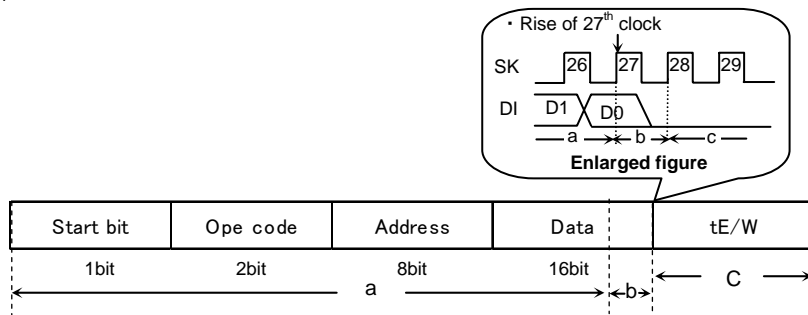 ・Rise of 27th clock
SK 26 27 28 29
DI D1 D0
a b c
Enlarged figure
Start bit Ope code Address Data tE/W
1bit 2bit 8bit 16bit
a b C